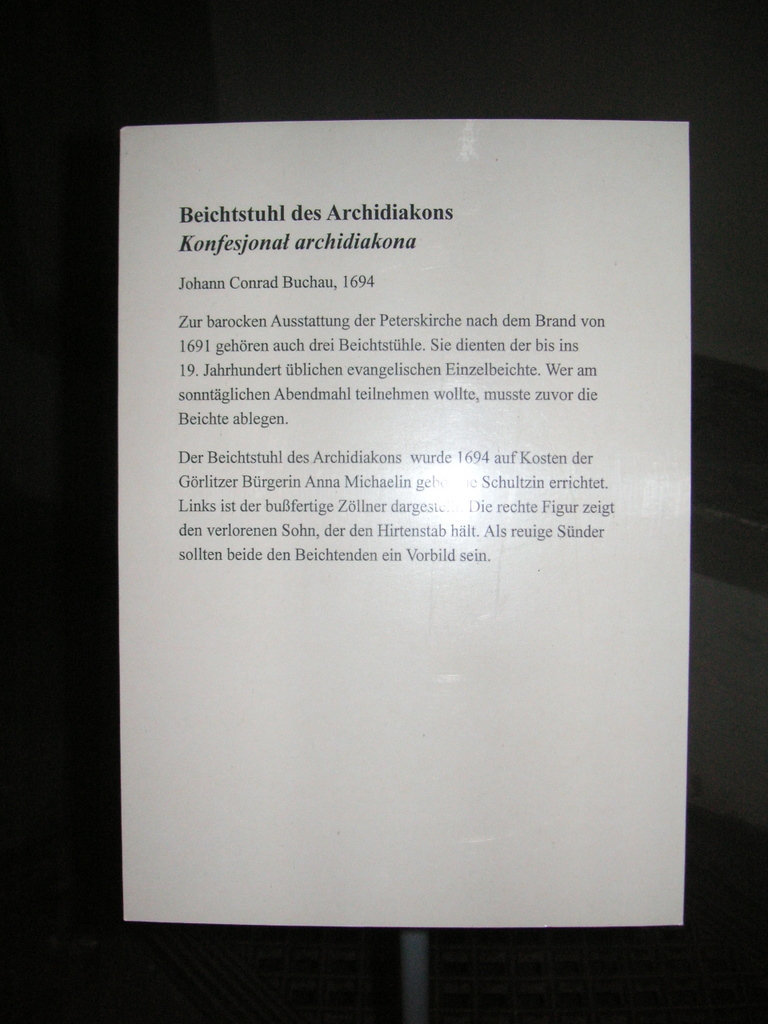 Beichtstuhl des Archidiakons
Konfesjonał archidiakona
Johann Conrad Buchau, 1694
Zur barocken Ausstattung der Peterskirche nach dem Brand von
1691 gehören auch drei Beichtstühle. Sie dienten der bis ins
19. Jahrhundert üblichen evangelischen Einzelbeichte. Wer am
sonntäglichen Abendmahl teilnehmen wollte, musste zuvor die
Beichte ablegen.
Der Beichtstuhl des Archidiakons wurde 1694 auf Kosten der
Görlitzer Bürgerin Anna Michaelin Schultzin errichtet.
Links ist der bußfertige Zöllner Die rechte Figur zeigt
den verlorenen Sohn, der den Hirtenstab hält. Als reuige Sünder
sollten beide den Beichtenden ein Vorbild sein.